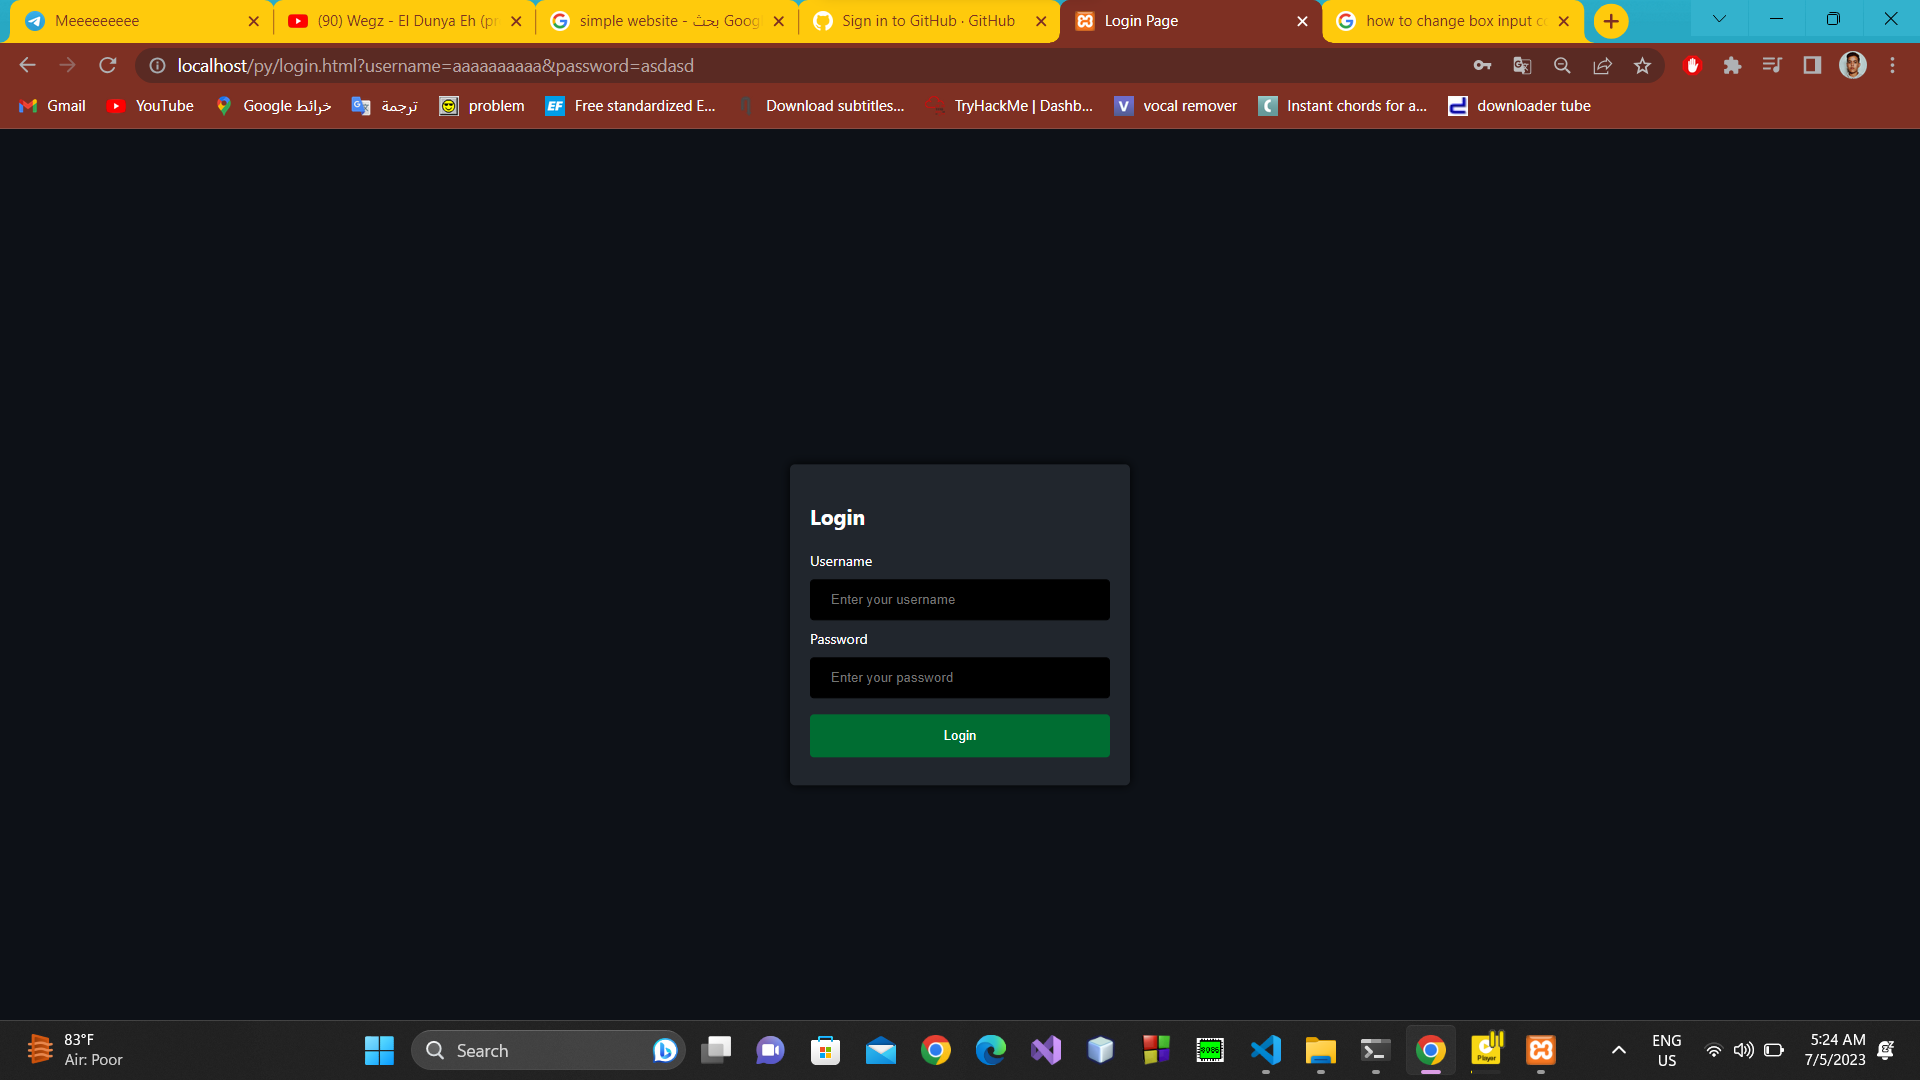 Meeeeeeeee
(90) Wegz - El Dunya Eh (pr
simple website - بحث Goog
Sign in to GitHub · GitHub
Login Page
how to change box input co
localhost/py/login.html?username=aaaaaaaaaa&password=asdasd
Gmail
YouTube
خرائط Google
ترجمة
problem
EF
Free standardized E...
Download subtitles...
TryHackMe | Dashb...
V
vocal remover
C
Instant chords for a...
downloader tube
Login
Username
Enter your username
Password
Enter your password
Login
83°F
Air: Poor
Search
Player
ENG
US
5:24 AM
7/5/2023